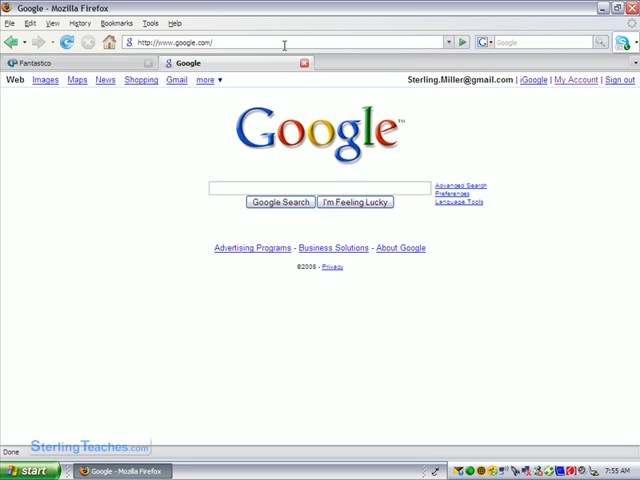 Google - Mozilla Firefox
File Edit View History Bookmarks Tools Help
http://www.google.com/ Google
Fantastico Google
Web Images Maps News Shopping Gmail more ▼ Sterling.Miller@gmail.com | iGoogle | My Account | Sign out
Google™
Advanced Search
Preferences
Language Tools
Google Search I'm Feeling Lucky
Advertising Programs - Business Solutions - About Google
©2008 - Privacy
SterlingTeaches.com
Done
start Google - Mozilla Firefox 7:55 AM